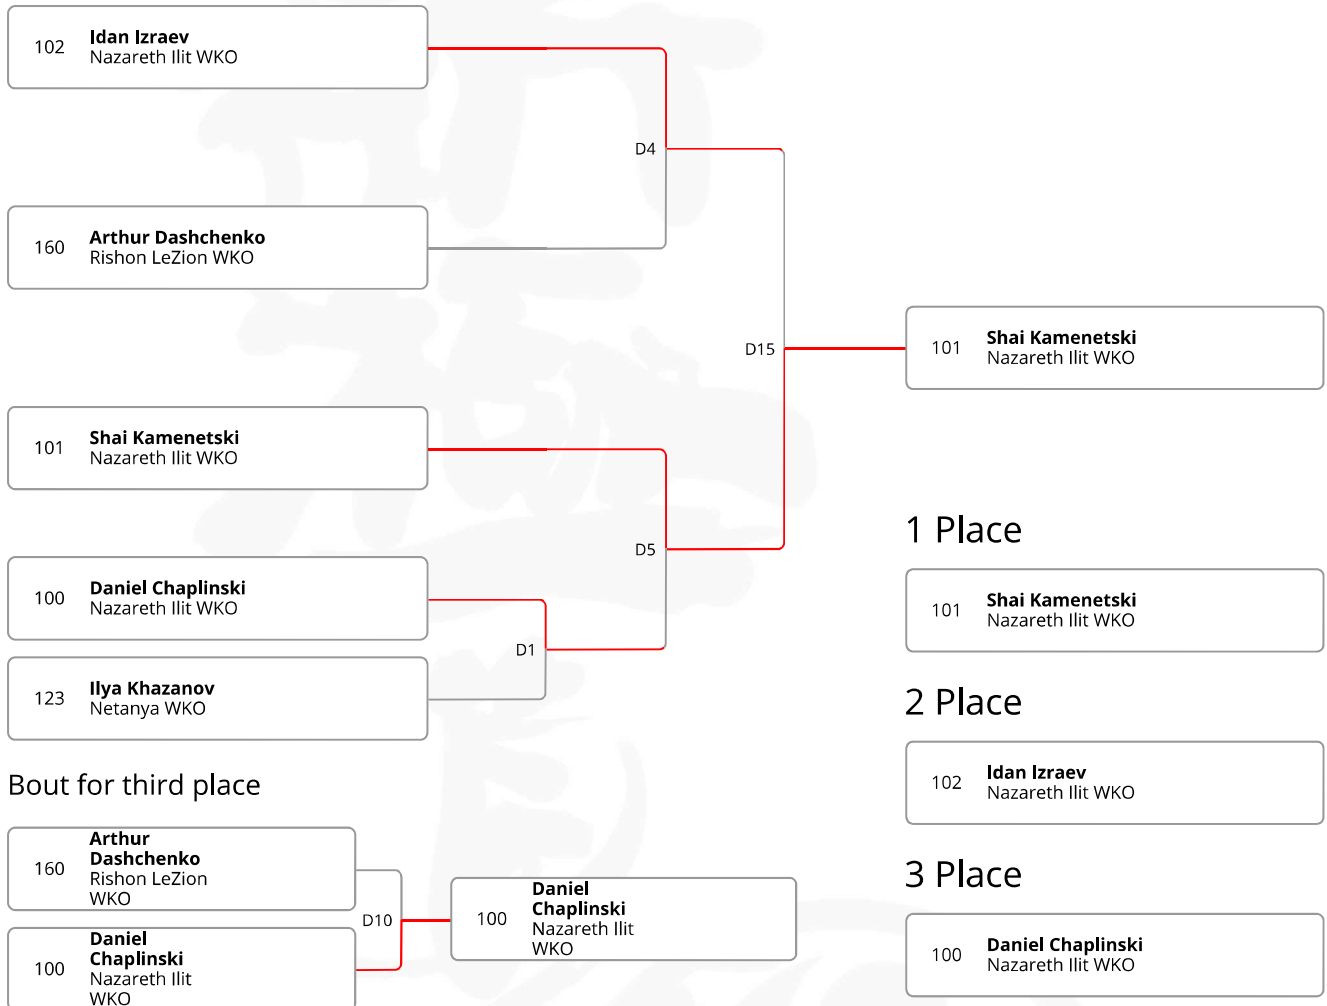 102
Idan Izraev
Nazareth Ilit WKO
D4
160
Arthur Dashchenko
Rishon LeZion WKO
D15
101
Shai Kamenetski
Nazareth Ilit WKO
101
Shai Kamenetski
Nazareth Ilit WKO
D5
100
Daniel Chaplinski
Nazareth Ilit WKO
D1
123
Ilya Khazanov
Netanya WKO
Bout for third place
160
Arthur
Dashchenko
Rishon LeZion
WKO
D10
100
Daniel
Chaplinski
Nazareth Ilit
WKO
100
Daniel
Chaplinski
Nazareth Ilit
WKO
1 Place
101
Shai Kamenetski
Nazareth Ilit WKO
2 Place
102
Idan Izraev
Nazareth Ilit WKO
3 Place
100
Daniel Chaplinski
Nazareth Ilit WKO